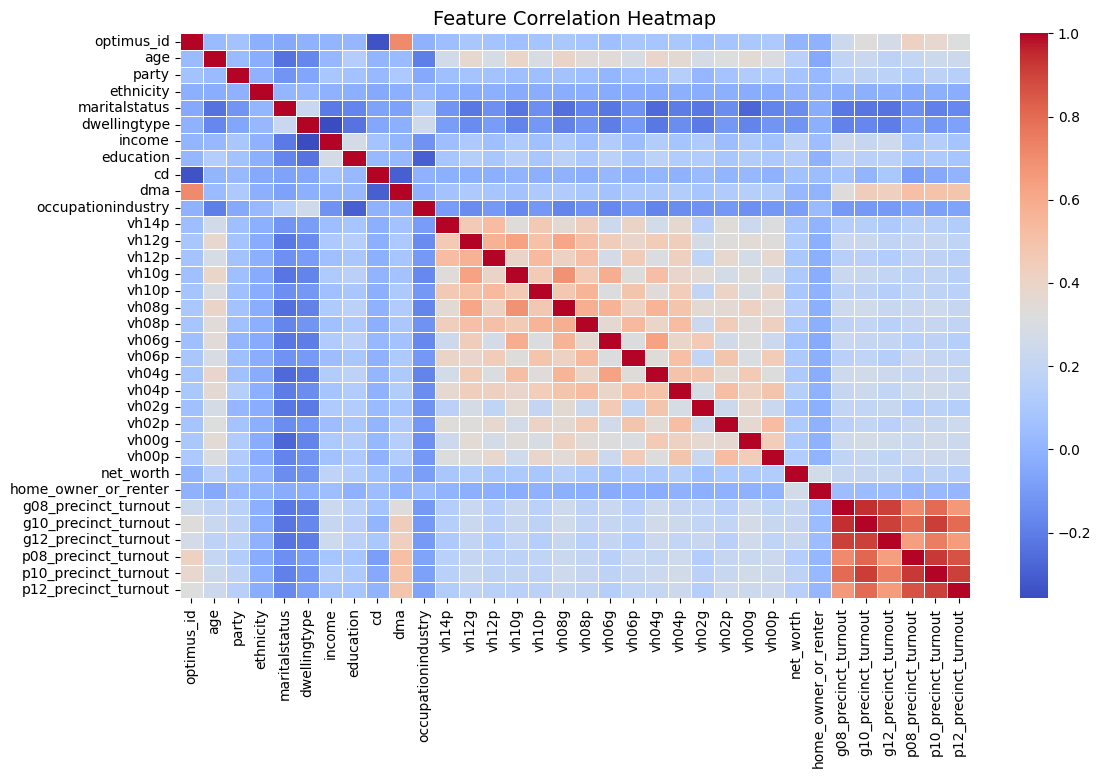 Feature Correlation Heatmap
optimus_id
age
party
ethnicity
maritalstatus
dwellingtype
income
education
cd
dma
occupationindustry
vh14p
vh12g
vh12p
vh10g
vh10p
vh08g
vh08p
vh06g
vh06p
vh04g
vh04p
vh02g
vh02p
vh00g
vh00p
net_worth
home_owner_or_renter
g08_precinct_turnout
g10_precinct_turnout
g12_precinct_turnout
p08_precinct_turnout
p10_precinct_turnout
p12_precinct_turnout
optimus_id
age
party
ethnicity
maritalstatus
dwellingtype
income
education
cd
dma
occupationindustry
vh14p
vh12g
vh12p
vh10g
vh10p
vh08g
vh08p
vh06g
vh06p
vh04g
vh04p
vh02g
vh02p
vh00g
vh00p
net_worth
home_owner_or_renter
g08_precinct_turnout
g10_precinct_turnout
g12_precinct_turnout
p08_precinct_turnout
p10_precinct_turnout
p12_precinct_turnout
1.0
0.8
0.6
0.4
0.2
0.0
−0.2